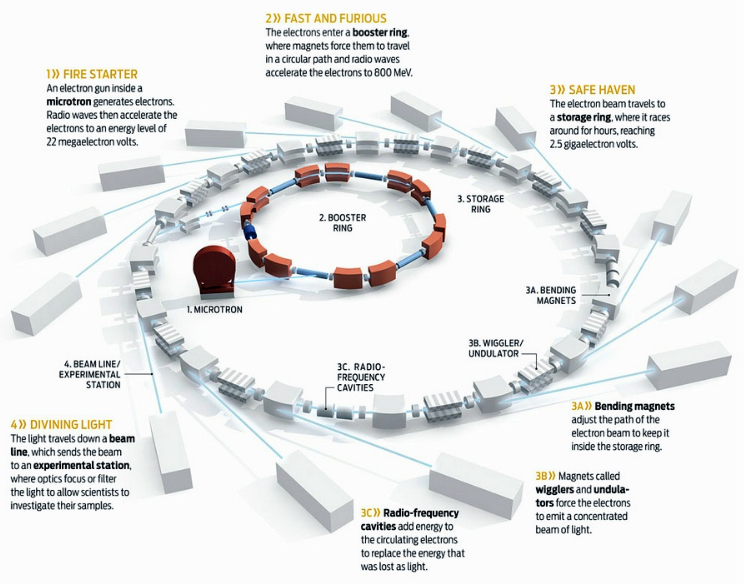 2» FAST AND FURIOUS
The electrons enter a booster ring,
where magnets force them to travel
in a circular path and radio waves
accelerate the electrons to 800 MeV.
1» FIRE STARTER
An electron gun inside a
microtron generates electrons.
Radio waves then accelerate the
electrons to an energy level of
22 megaelectron volts.
3» SAFE HAVEN
The electron beam travels to
a storage ring, where it races
around for hours, reaching
2.5 gigaelectron volts.
2. BOOSTER
RING
3. STORAGE
RING
1. MICROTRON
3A. BENDING
MAGNETS
3B. WIGGLER/
UNDULATOR
3C. RADIO-
FREQUENCY
CAVITIES
4. BEAM LINE/
EXPERIMENTAL
STATION
4» DIVINING LIGHT
The light travels down a beam
line, which sends the beam
to an experimental station,
where optics focus or filter
the light to allow scientists to
investigate their samples.
3A» Bending magnets
adjust the path of the
electron beam to keep it
inside the storage ring.
3B» Magnets called
wigglers and undula-
tors force the electrons
to emit a concentrated
beam of light.
3C» Radio-frequency
cavities add energy to
the circulating electrons
to replace the energy that
was lost as light.